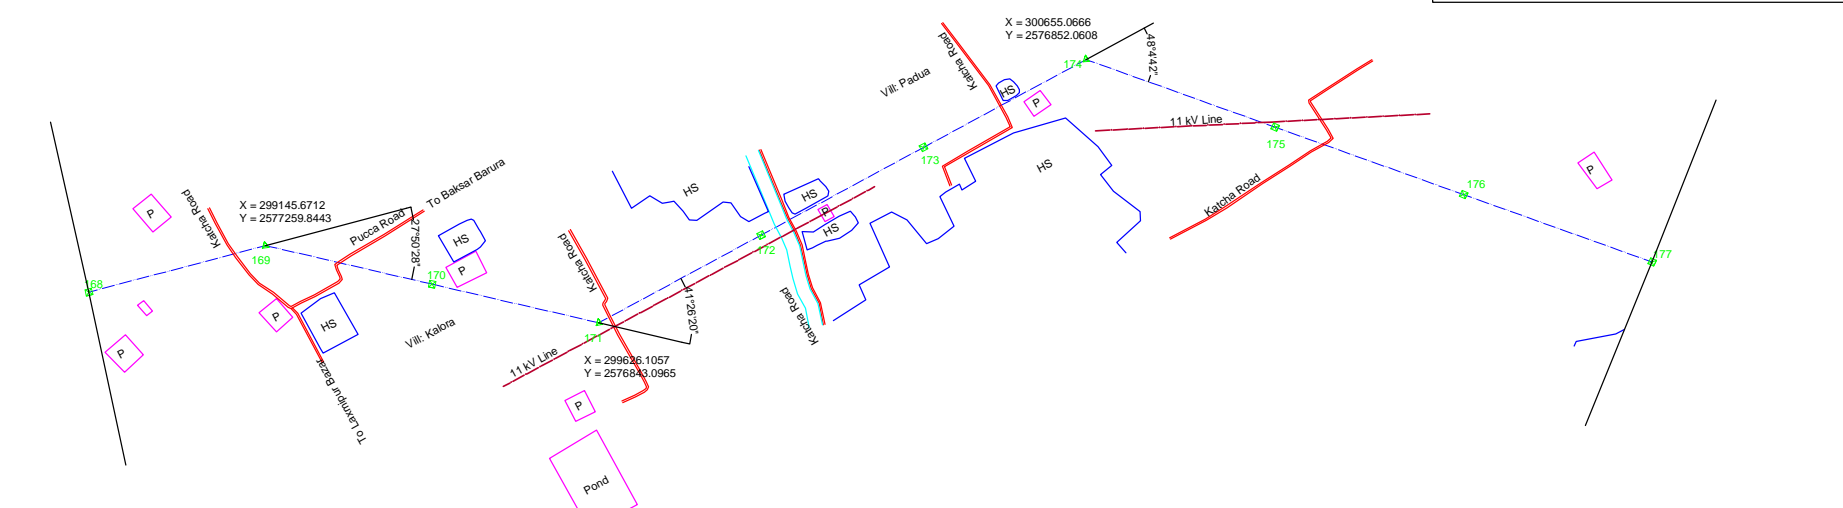 X = 300655.0666
Y = 2576852.0608
Katcha Road
174
48°4'42"
Vill: Padua
HS
P
11 kV Line
175
173
HS
P
176
Katcha Road
HS
To Baksar Barura
P
Katcha Road
X = 299145.6712
Y = 2577259.8443
Pucca Road
27°50'28"
HS
P
HS
172
169
170
Katcha Road
177
168
P
HS
Vill: Kalora
171
41°26'20"
Katcha Road
P
11 kV Line
X = 299626.1057
Y = 2576843.0965
To Laxmipur Bazar
P
Pond
HS
P